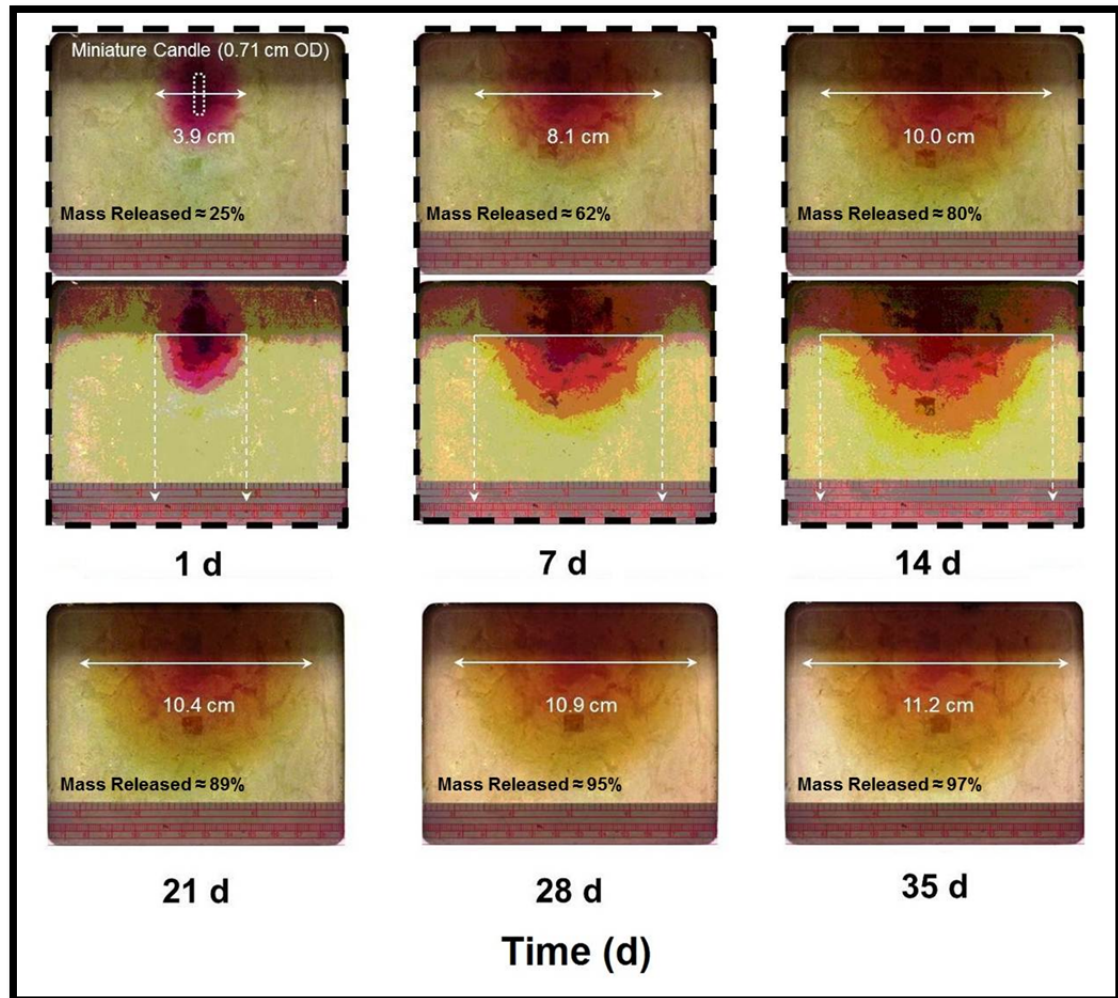 Miniature Candle (0.71 cm OD)
3.9 cm
Mass Released ≈ 25%
8.1 cm
Mass Released ≈ 62%
10.0 cm
Mass Released ≈ 80%
1 d
7 d
14 d
10.4 cm
Mass Released ≈ 89%
10.9 cm
Mass Released ≈ 95%
11.2 cm
Mass Released ≈ 97%
21 d
28 d
35 d
Time (d)